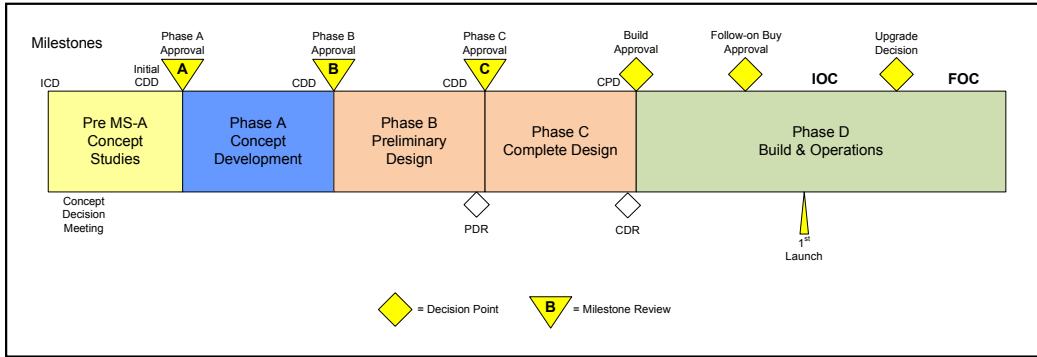 Milestones
Phase A
Approval
Phase B
Approval
Phase C
Approval
Build
Approval
Follow-on Buy
Approval
Upgrade
Decision
ICD
Initial
CDD
A
CDD
B
CDD
C
CPD
IOC
FOC
Pre MS-A
Concept
Studies
Phase A
Concept
Development
Phase B
Preliminary
Design
Phase C
Complete Design
Phase D
Build & Operations
Concept
Decision
Meeting
PDR
CDR
1st
Launch
= Decision Point
B
= Milestone Review